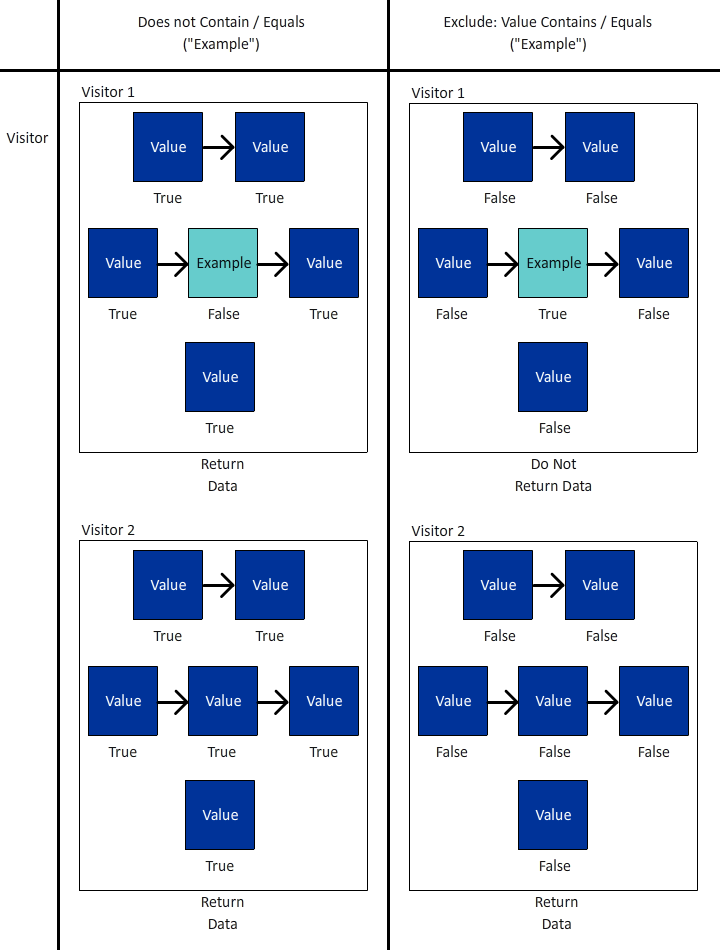 Does not Contain / Equals
("Example")
Exclude: Value Contains / Equals
("Example")
Visitor
Visitor 1
Value Value
True True
Value Example Value
True False True
Value
True
Return
Data
Visitor 1
Value Value
False False
Value Example Value
False True False
Value
False
Do Not
Return Data
Visitor 2
Value Value
True True
Value Value Value
True True True
Value
True
Return
Data
Visitor 2
Value Value
False False
Value Value Value
False False False
Value
False
Return
Data